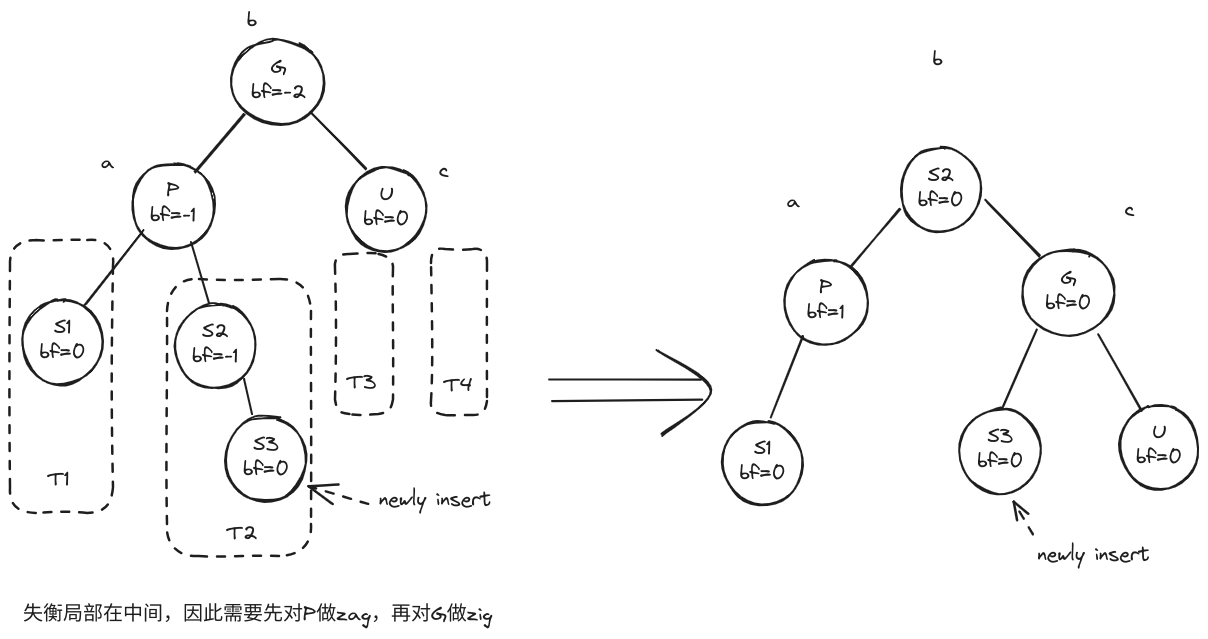 b
G
bf=-2
a
P
bf=-1
c
U
bf=0
S1
bf=0
S2
bf=-1
S3
bf=0
T1
T2
T3
T4
newly insert
b
S2
bf=0
a
P
bf=1
c
G
bf=0
S1
bf=0
S3
bf=0
U
bf=0
newly insert
失衡局部在中间，因此需要先对P做zag，再对G做zig